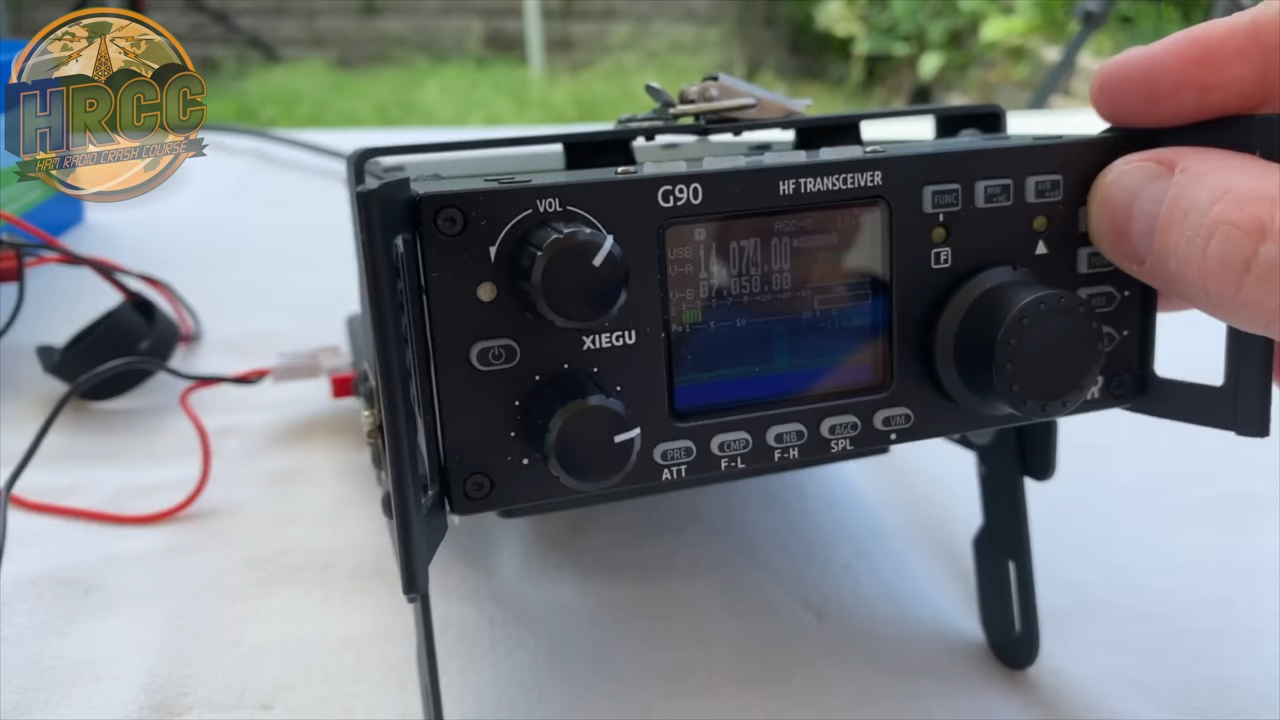 HRCC
HAM RADIO CRASH COURSE
G90
HF TRANSCEIVER
VOL
XIEGU
FUNC
F
A/B
USB
14.074.00
V-A
V-B
07.050.00
PRE
CMP
NB
AGC
VM
ATT
F-L
F-H
SPL